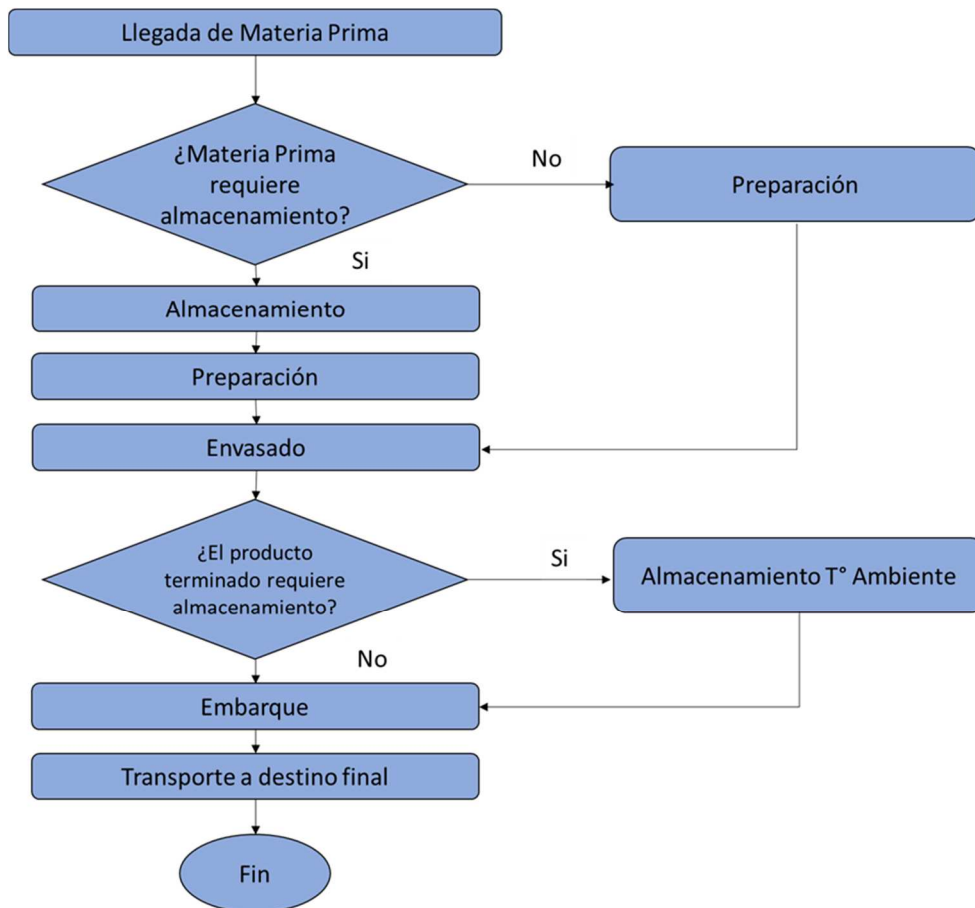 Llegada de Materia Prima
¿Materia Prima
requiere
almacenamiento?
No
Preparación
Si
Almacenamiento
Preparación
Envasado
¿El producto
terminado requiere
almacenamiento?
Si
Almacenamiento T° Ambiente
No
Embarque
Transporte a destino final
Fin